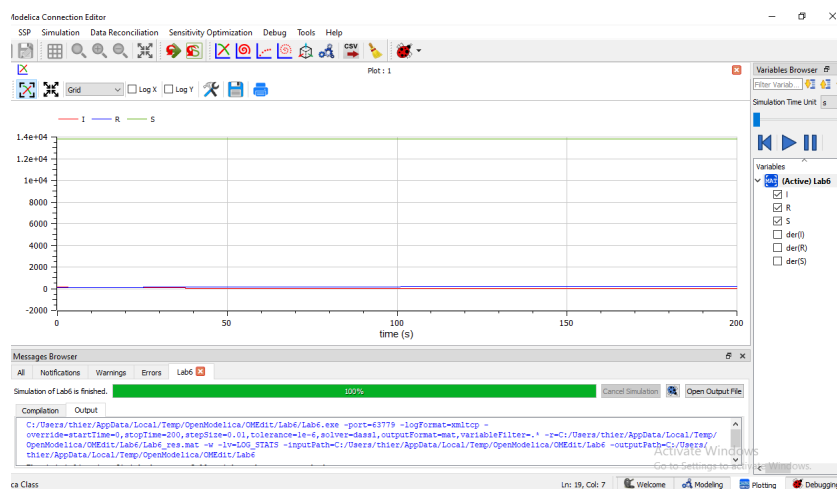 Modelica Connection Editor
SSP Simulation Data Reconciliation Sensitivity Optimization Debug Tools Help
CSV
Plot : 1
Variables Browser
Grid
Log X
Log Y
Filter Variab...
Simulation Time Unit s
I R S
1.4e+04
1.2e+04
1e+04
8000
6000
4000
2000
0
-2000
0 50 100 150 200
time (s)
Variables
(Active) Lab6
I
R
S
der(I)
der(R)
der(S)
Messages Browser
All Notifications Warnings Errors Lab6
Simulation of Lab6 is finished. 100% Cancel Simulation Open Output File
Compilation Output
C:/Users/thier/AppData/Local/Temp/OpenModelica/OMEdit/Lab6/Lab6.exe -port=63779 -logFormat=xmltcp -
override=startTime=0,stopTime=200,stepSize=0.01,tolerance=1e-6,solver=dassl,outputFormat=mat,variableFilter=.* -r=C:/Users/thier/AppData/Local/Temp/
OpenModelica/OMEdit/Lab6/Lab6_res.mat -w -lv=LOG_STATS -inputPath=C:/Users/thier/AppData/Local/Temp/OpenModelica/OMEdit/Lab6 -outputPath=C:/Users/
thier/AppData/Local/Temp/OpenModelica/OMEdit/Lab6
Activate Windows
Go to Settings to activate Windows.
ca Class
Ln: 19, Col: 7 Welcome Modeling Plotting Debugging